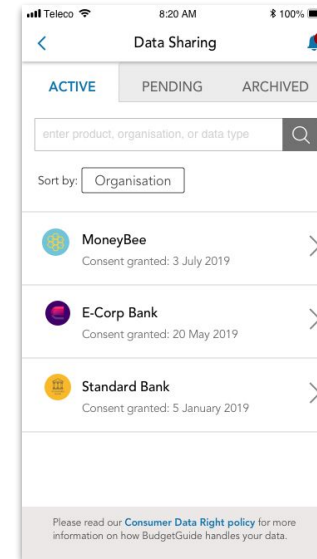 Teleco 8:20 AM 100%
Data Sharing
ACTIVE PENDING ARCHIVED
enter product, organisation, or data type
Sort by: Organisation
MoneyBee
Consent granted: 3 July 2019
E-Corp Bank
Consent granted: 20 May 2019
Standard Bank
Consent granted: 5 January 2019
Please read our Consumer Data Right policy for more
information on how BudgetGuide handles your data.